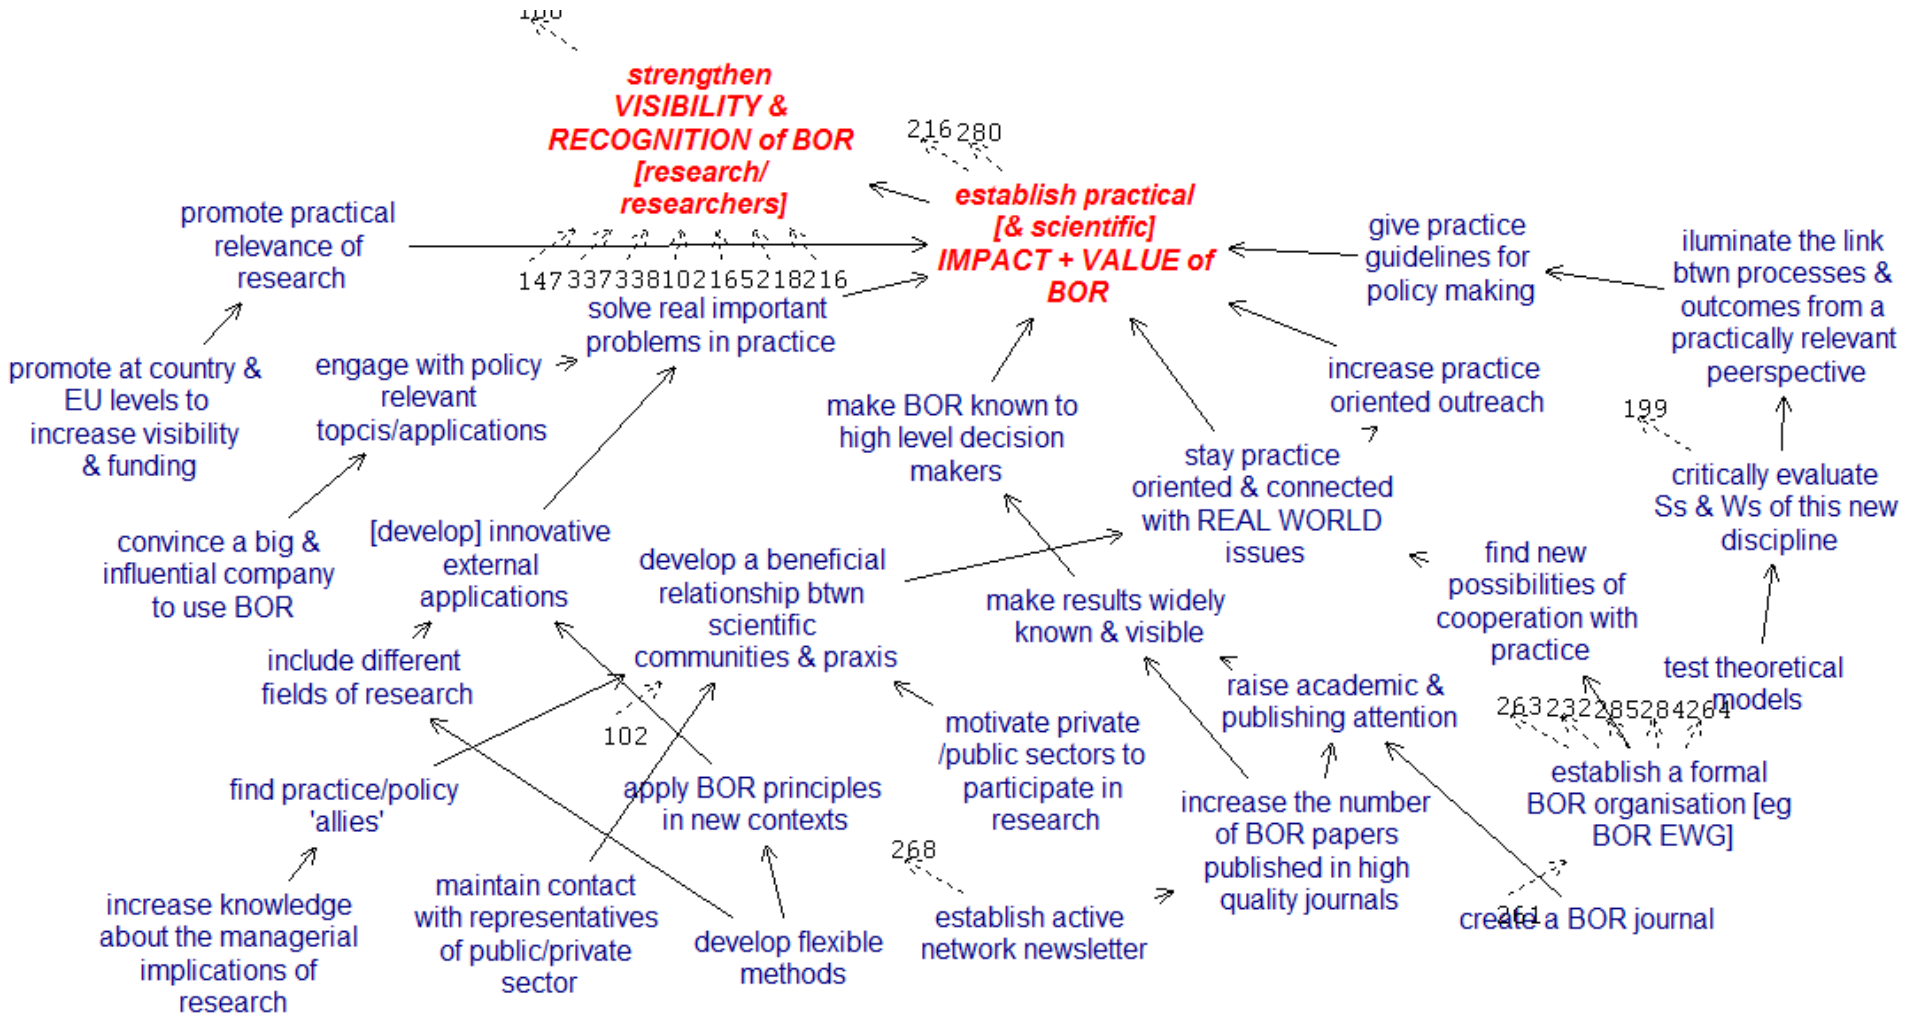 strengthen
VISIBILITY &
RECOGNITION of BOR
[research/
researchers]
216
280
establish practical
[& scientific]
IMPACT + VALUE of
BOR
promote practical
relevance of
research
147
337
338
102
165
218
216
solve real important
problems in practice
give practice
guidelines for
policy making
iluminate the link
btwn processes &
outcomes from a
practically relevant
peerspective
promote at country &
EU levels to
increase visibility
& funding
engage with policy
relevant
topcis/applications
make BOR known to
high level decision
makers
increase practice
oriented outreach
199
stay practice
oriented & connected
with REAL WORLD
issues
critically evaluate
Ss & Ws of this new
discipline
convince a big &
influential company
to use BOR
[develop] innovative
external
applications
develop a beneficial
relationship btwn
scientific
communities & praxis
make results widely
known & visible
find new
possibilities of
cooperation with
practice
include different
fields of research
102
raise academic &
publishing attention
test theoretical
models
263
232
285
284
264
motivate private
/public sectors to
participate in
research
find practice/policy
'allies'
apply BOR principles
in new contexts
increase the number
of BOR papers
published in high
quality journals
establish a formal
BOR organisation [eg
BOR EWG]
268
increase knowledge
about the managerial
implications of
research
maintain contact
with representatives
of public/private
sector
develop flexible
methods
establish active
network newsletter
261
create a BOR journal